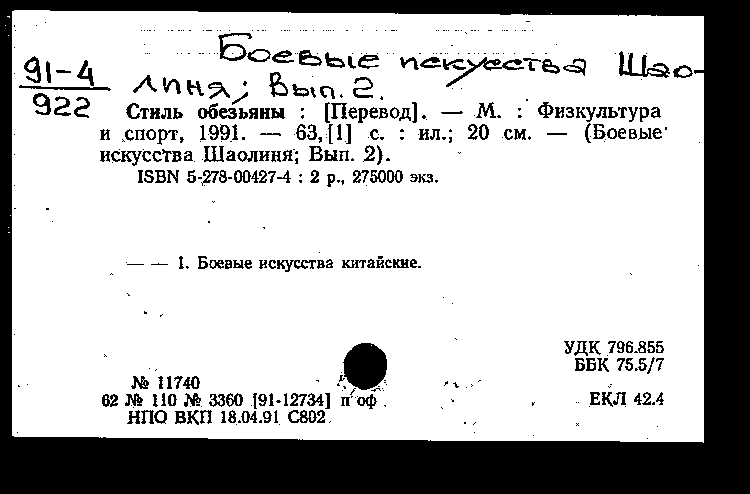 Боевые искусства Шао-
91-4 линя; Вып. 2.
922
Стиль обезьяны : [Перевод]. — М. : Физкультура
и спорт, 1991. — 63,[1] с. : ил.; 20 см. — (Боевые
искусства Шаолиня; Вып. 2).
ISBN 5-278-00427-4 : 2 р., 275000 экз.
— — 1. Боевые искусства китайские.
УДК 796.855
ББК 75.5/7
№ 11740
62 № 110 № 3360 [91-12734] п оф ЕКЛ 42.4
НПО ВКП 18.04.91 С802